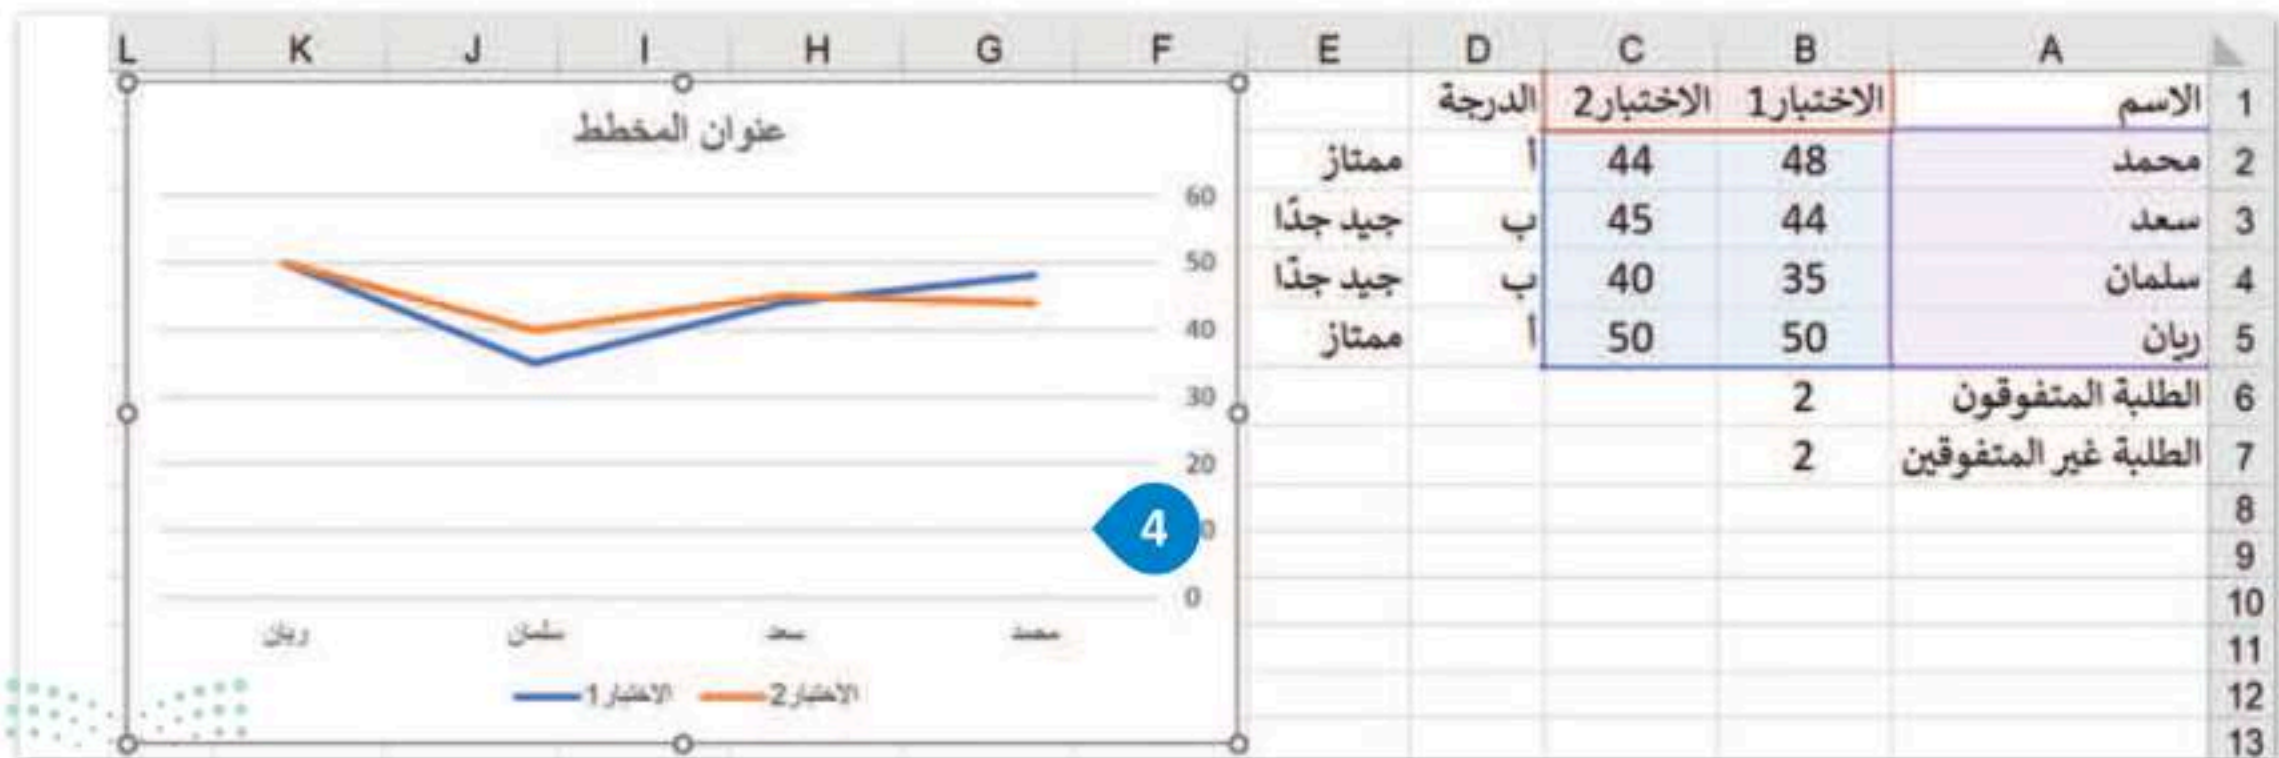 A B C D E F G H I J K L
1 الاسم الاختبار1 الاختبار2 الدرجة
2 محمد 48 44 أ ممتاز
3 سعد 44 45 ب جيد جدًا
4 سلمان 35 40 ب جيد جدًا
5 ريان 50 50 أ ممتاز
6 الطلبة المتفوقون 2
7 الطلبة غير المتفوقين 2
8
9
10
11
12
13
عنوان المخطط
60
50
40
30
20
0
4
0
محمد سعد سلمان ريان
الاختبار1 الاختبار2